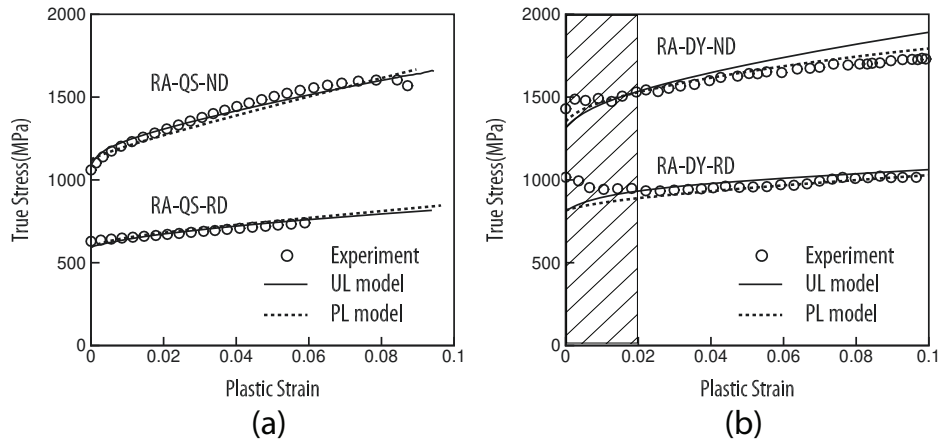 (a)
2000
1500
1000
500
0
True Stress(MPa)
RA-QS-ND
RA-QS-RD
Experiment
UL model
PL model
0
0.02
0.04
0.06
0.08
0.1
Plastic Strain
(a)
(b)
2000
1500
1000
500
0
True Stress(MPa)
RA-DY-ND
RA-DY-RD
Experiment
UL model
PL model
0
0.02
0.04
0.06
0.08
0.1
Plastic Strain
(b)